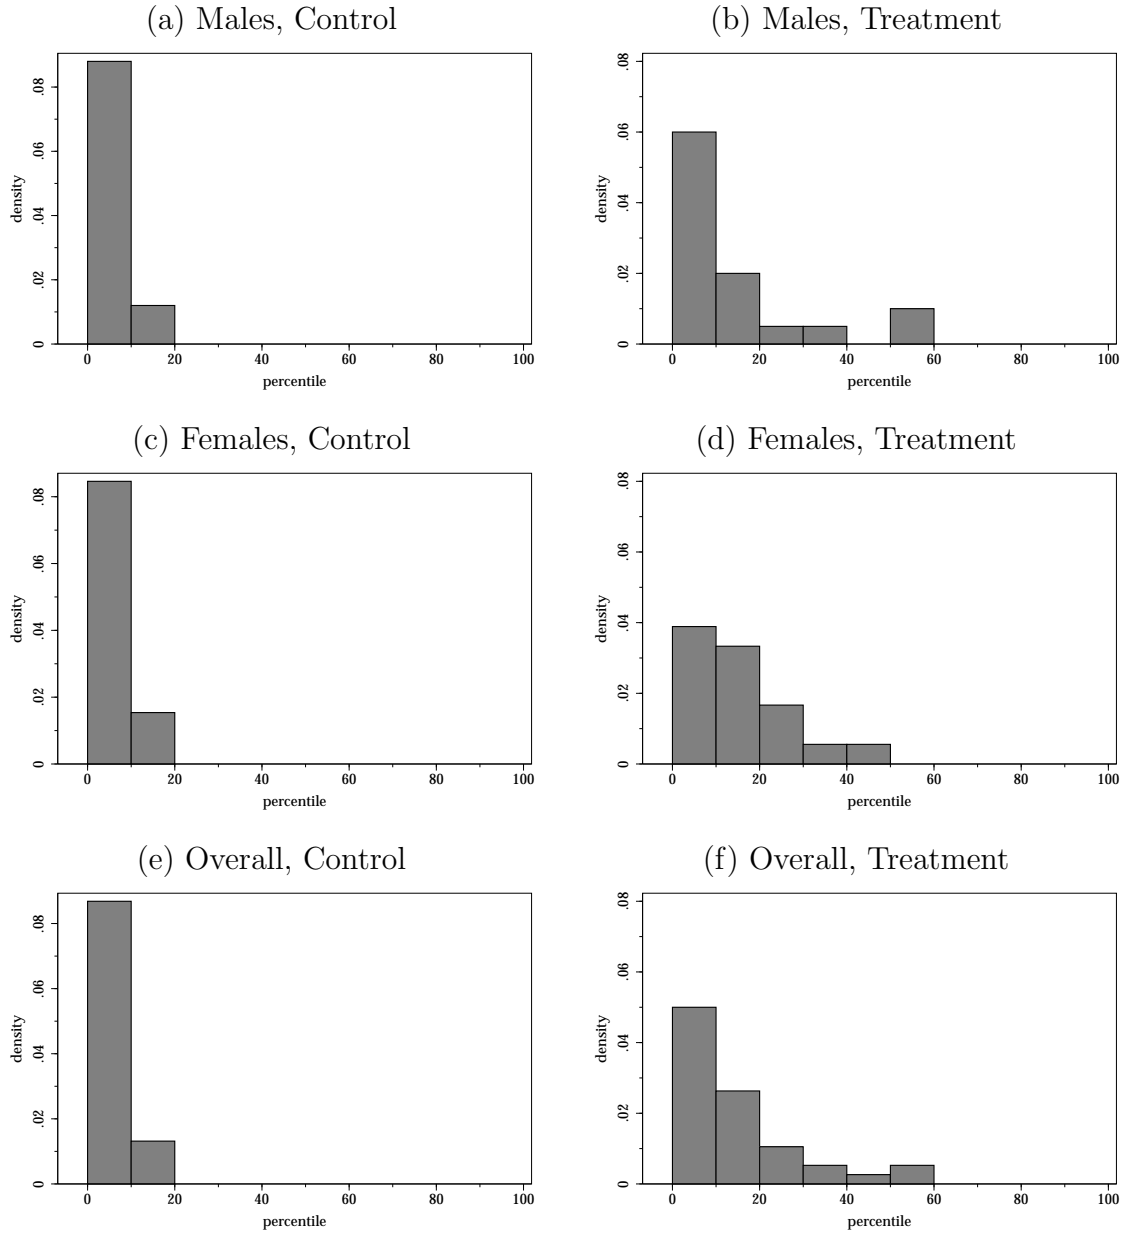 (a) Males, Control
.08
.06
.04
.02
0
density
0 20 40 60 80 100
percentile
(b) Males, Treatment
.08
.06
.04
.02
0
density
0 20 40 60 80 100
percentile
(c) Females, Control
.08
.06
.04
.02
0
density
0 20 40 60 80 100
percentile
(d) Females, Treatment
.08
.06
.04
.02
0
density
0 20 40 60 80 100
percentile
(e) Overall, Control
.08
.06
.04
.02
0
density
0 20 40 60 80 100
percentile
(f) Overall, Treatment
.08
.06
.04
.02
0
density
0 20 40 60 80 100
percentile